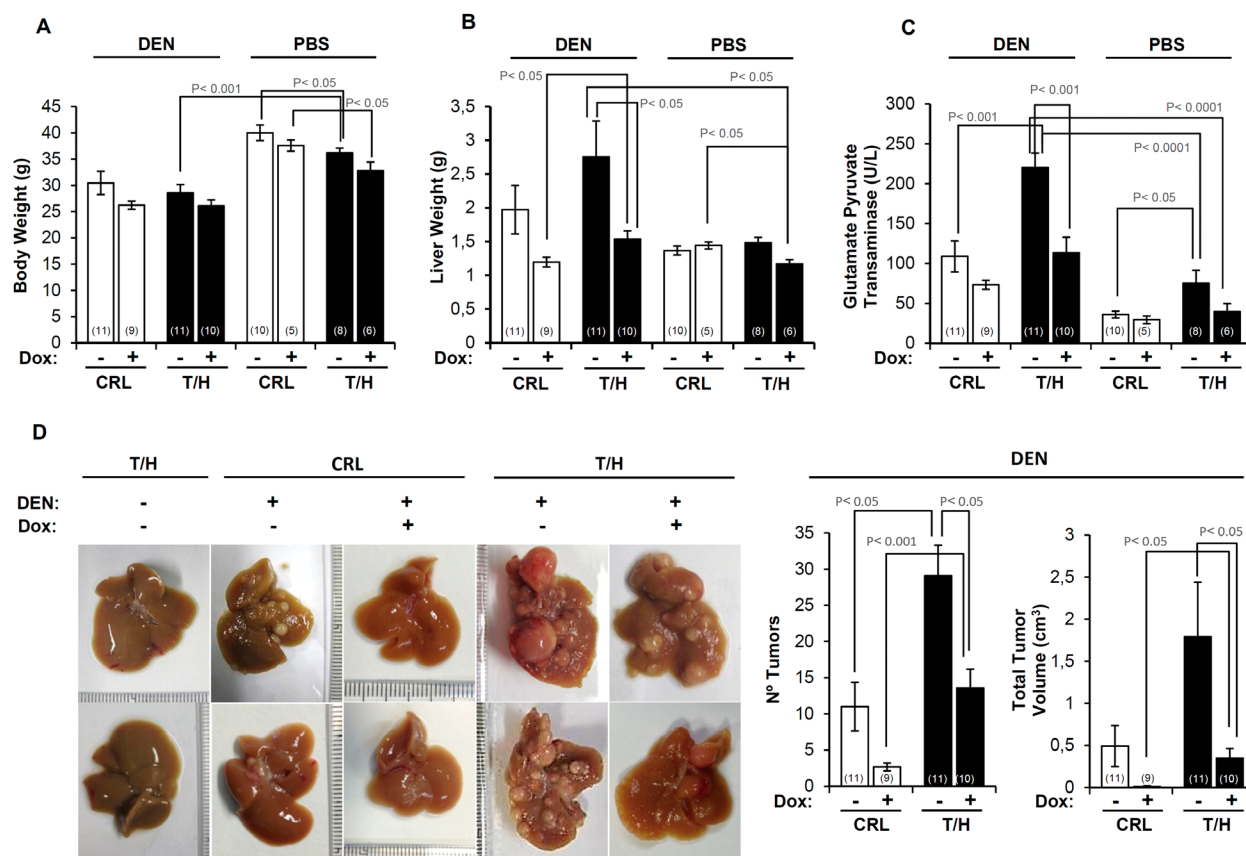 A
DEN PBS
P< 0.001 P< 0.05
P< 0.05
Body Weight (g)
45
40
35
30
25
20
15
10
5
0
(11) (9) (11) (10) (10) (5) (8) (6)
Dox: - + - + - + - +
CRL T/H CRL T/H
B
DEN PBS
P< 0.05 P< 0.05
P< 0.05
P< 0.05
Liver Weight (g)
3,5
3
2,5
2
1,5
1
0,5
0
(11) (9) (11) (10) (10) (5) (8) (6)
Dox: - + - + - + - +
CRL T/H CRL T/H
C
DEN PBS
P< 0.001
P< 0.001 P< 0.0001
P< 0.0001
P< 0.05
Glutamate Pyruvate
Transaminase (U/L)
300
250
200
150
100
50
0
(11) (9) (11) (10) (10) (5) (8) (6)
Dox: - + - + - + - +
CRL T/H CRL T/H
D
T/H CRL T/H
DEN: - + + + +
Dox: - - + - +
DEN
P< 0.05 P< 0.05
P< 0.001
Nº Tumors
35
30
25
20
15
10
5
0
(11) (9) (11) (10)
Dox: - + - +
CRL T/H
P< 0.05
P< 0.05
Total Tumor
Volume (cm³)
3
2,5
2
1,5
1
0,5
0
(11) (9) (11) (10)
Dox: - + - +
CRL T/H